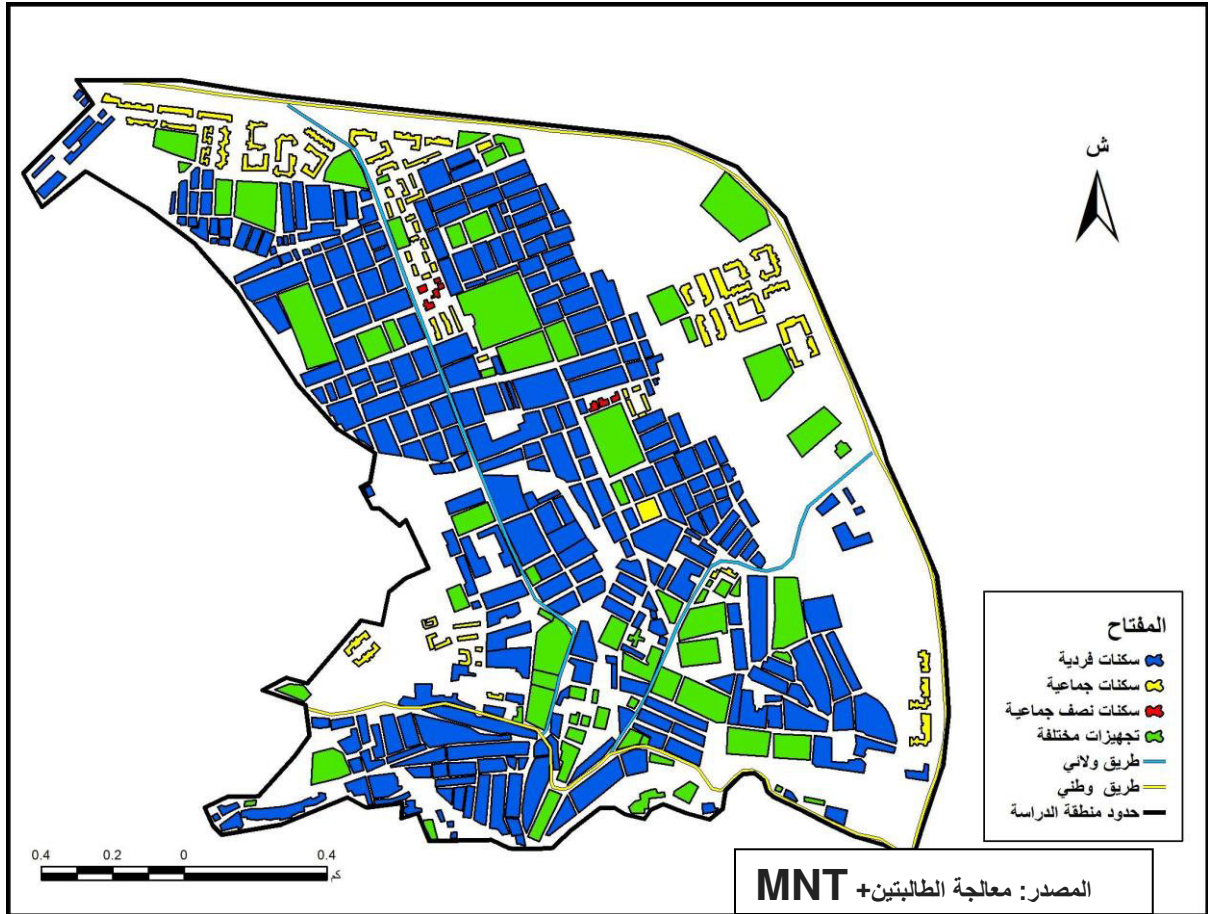 ش
المفتاح
سكنات فردية
سكنات جماعية
سكنات نصف جماعية
تجهيزات مختلفة
طريق ولائي
طريق وطني
حدود منطقة الدراسة
0.4 0.2 0 0.4
كم
المصدر: معالجة الطالبتين+ MNT